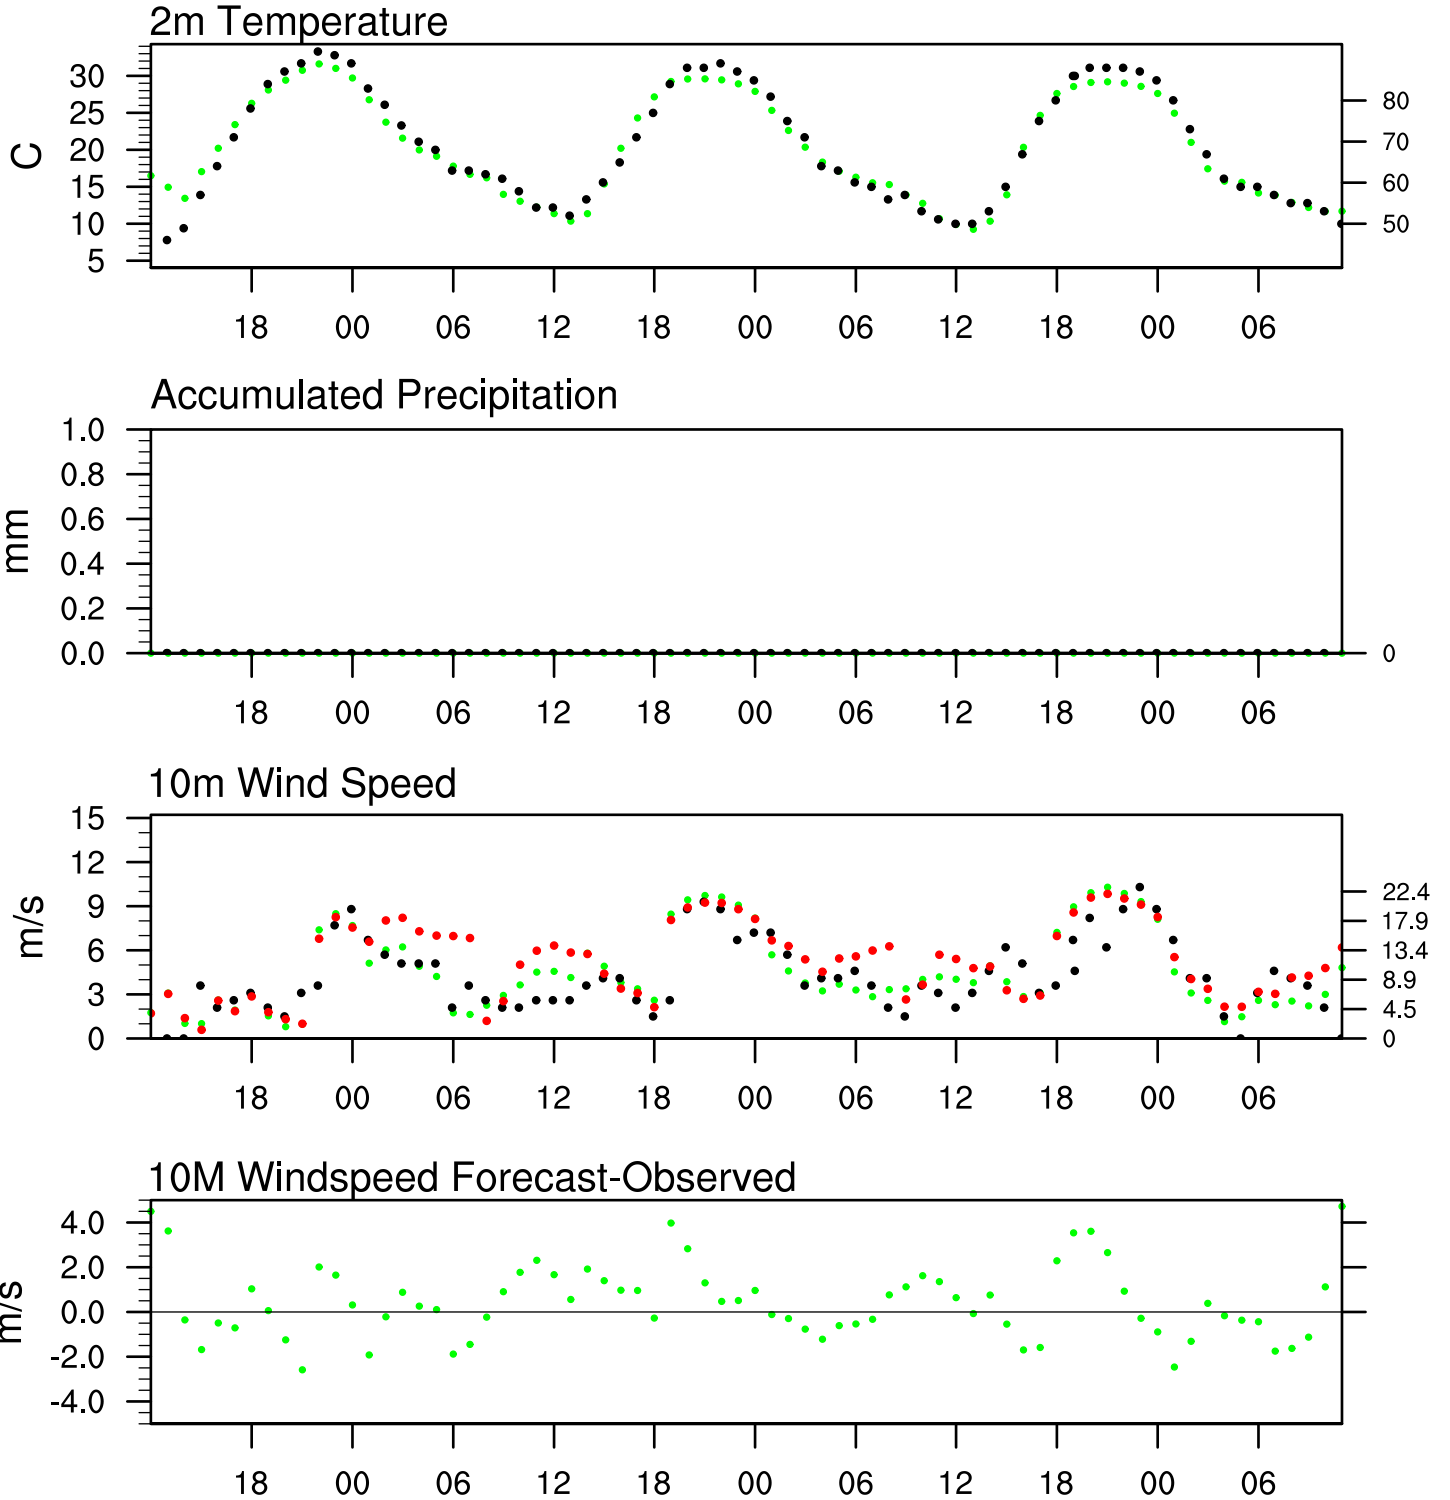 2m Temperature
C
30
25
20
15
10
5
80
70
60
50
18 00 06 12 18 00 06 12 18 00 06
Accumulated Precipitation
mm
1.0
0.8
0.6
0.4
0.2
0.0
0
18 00 06 12 18 00 06 12 18 00 06
10m Wind Speed
m/s
15
12
9
6
3
0
22.4
17.9
13.4
8.9
4.5
0
18 00 06 12 18 00 06 12 18 00 06
10M Windspeed Forecast-Observed
m/s
4.0
2.0
0.0
-2.0
-4.0
18 00 06 12 18 00 06 12 18 00 06